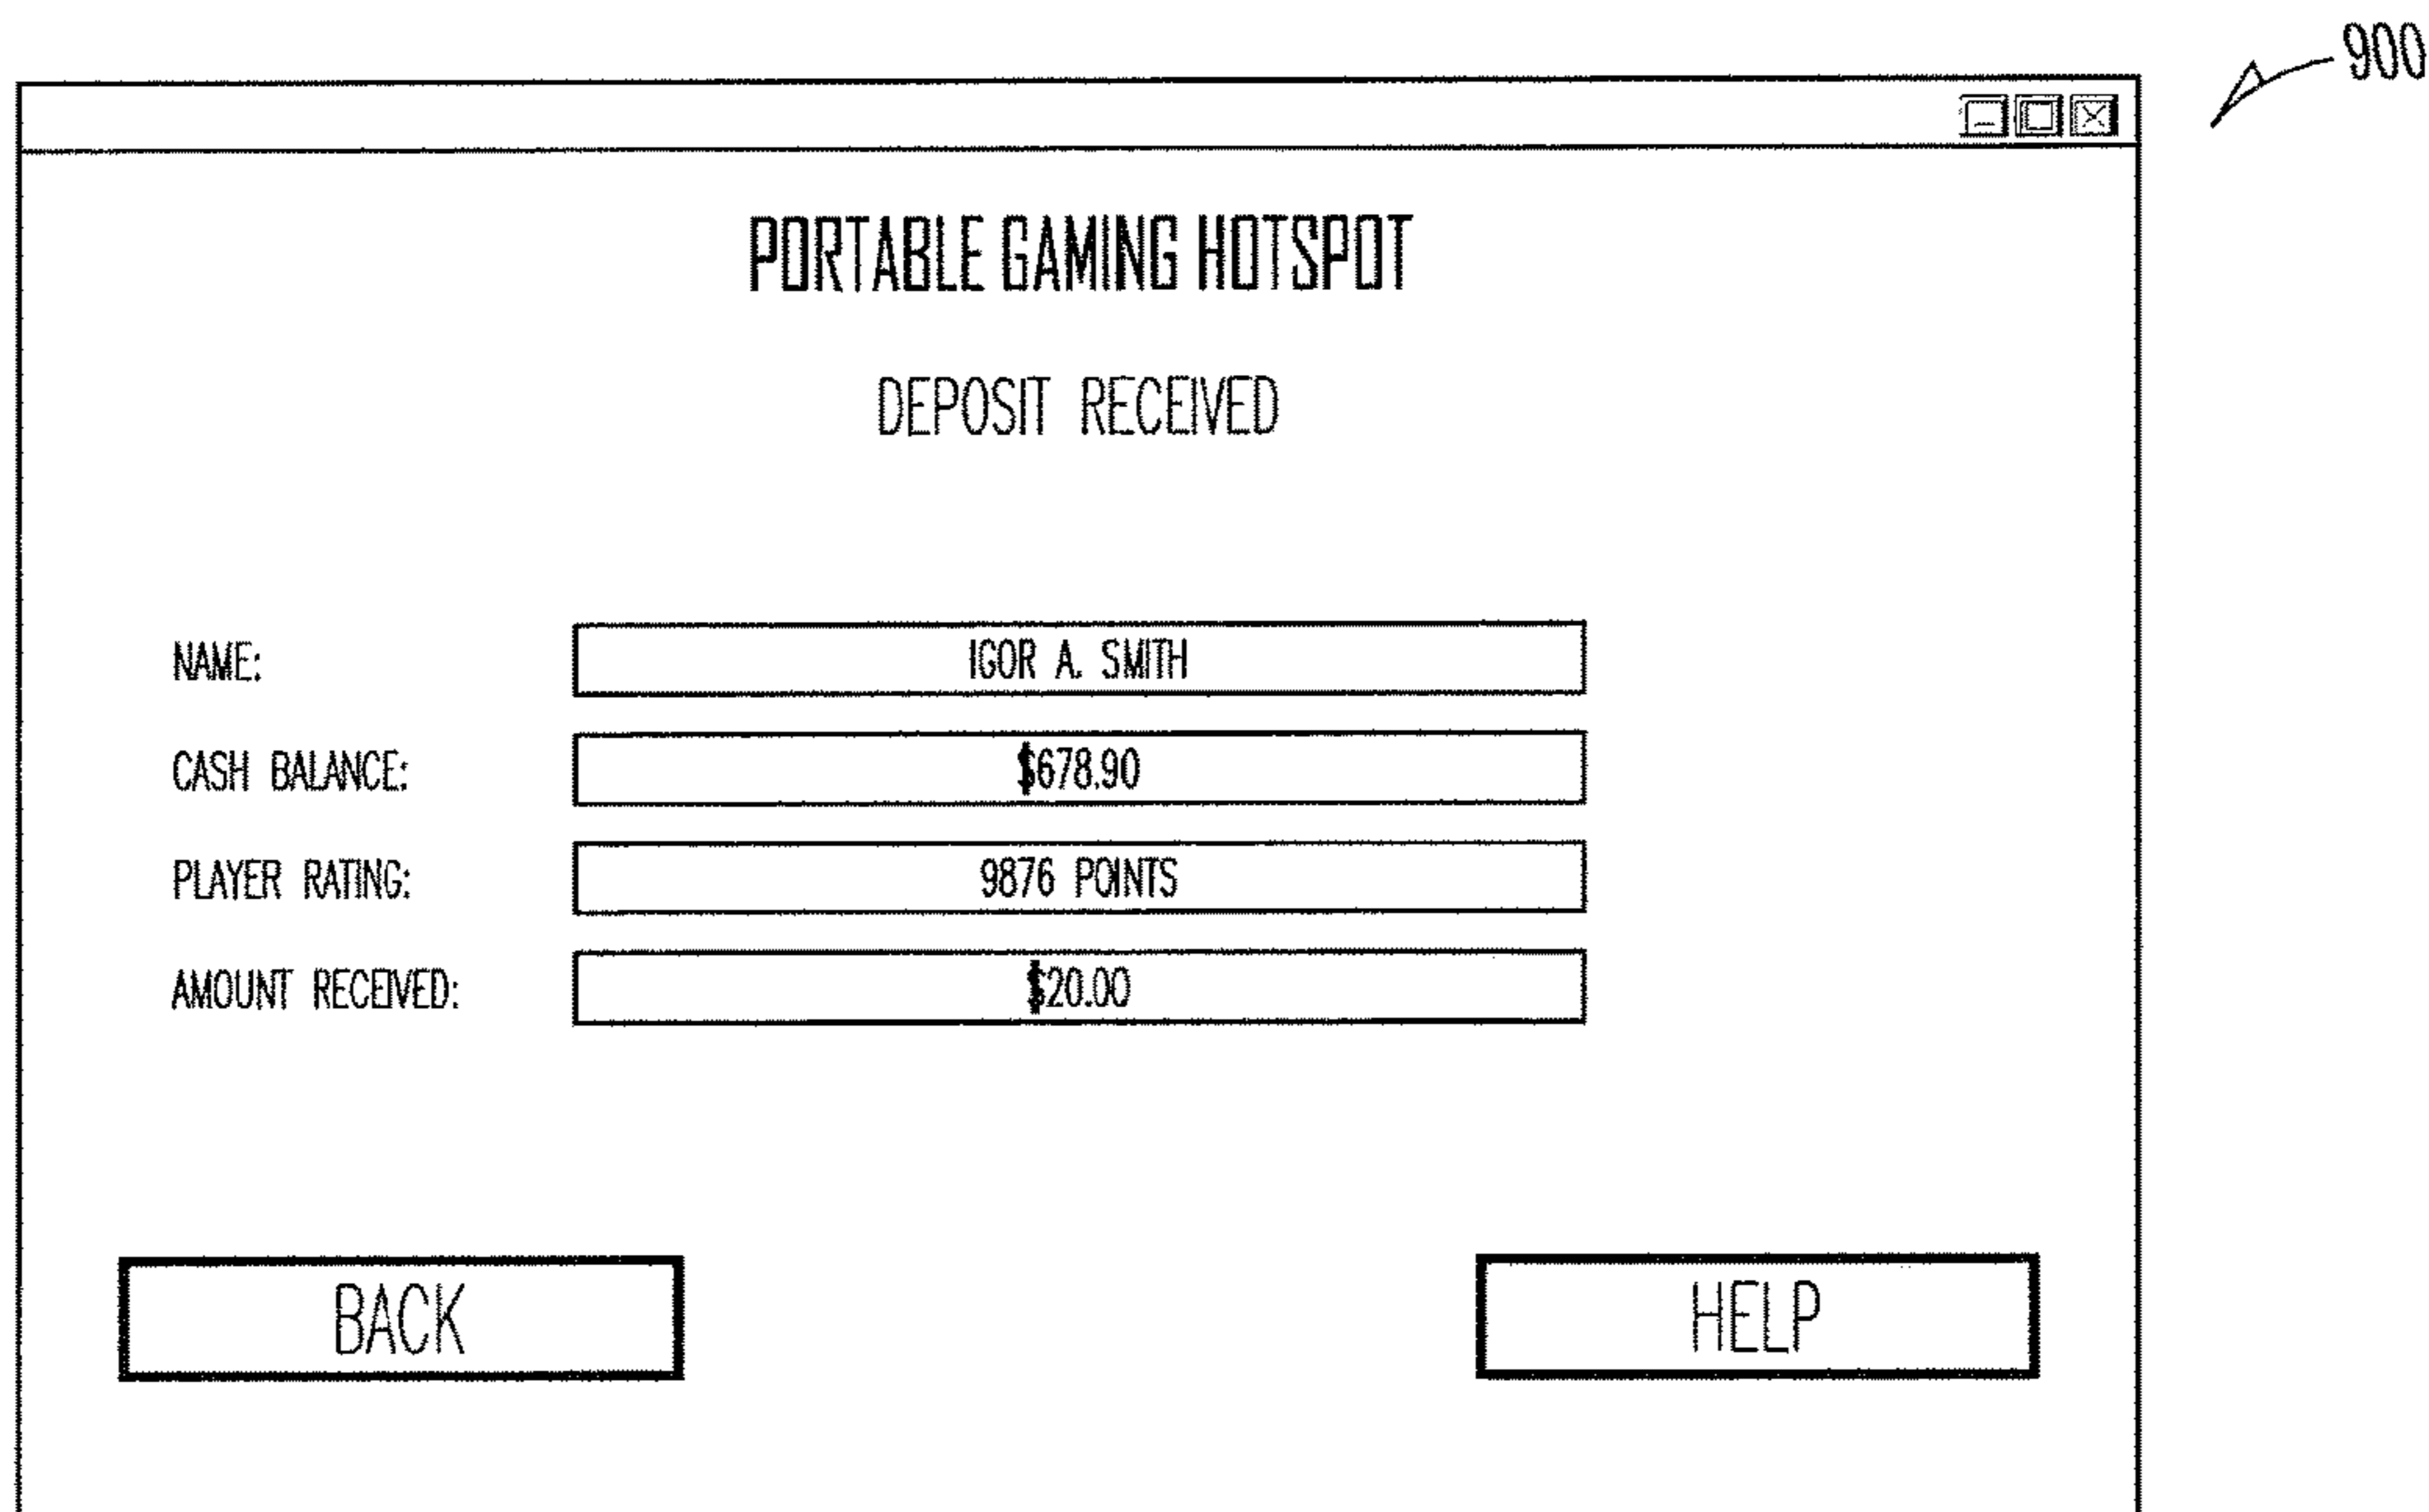 900
PORTABLE GAMING HOTSPOT
DEPOSIT RECEIVED
NAME: IGOR A. SMITH
CASH BALANCE: $678.90
PLAYER RATING: 9876 POINTS
AMOUNT RECEIVED: $20.00
BACK HELP